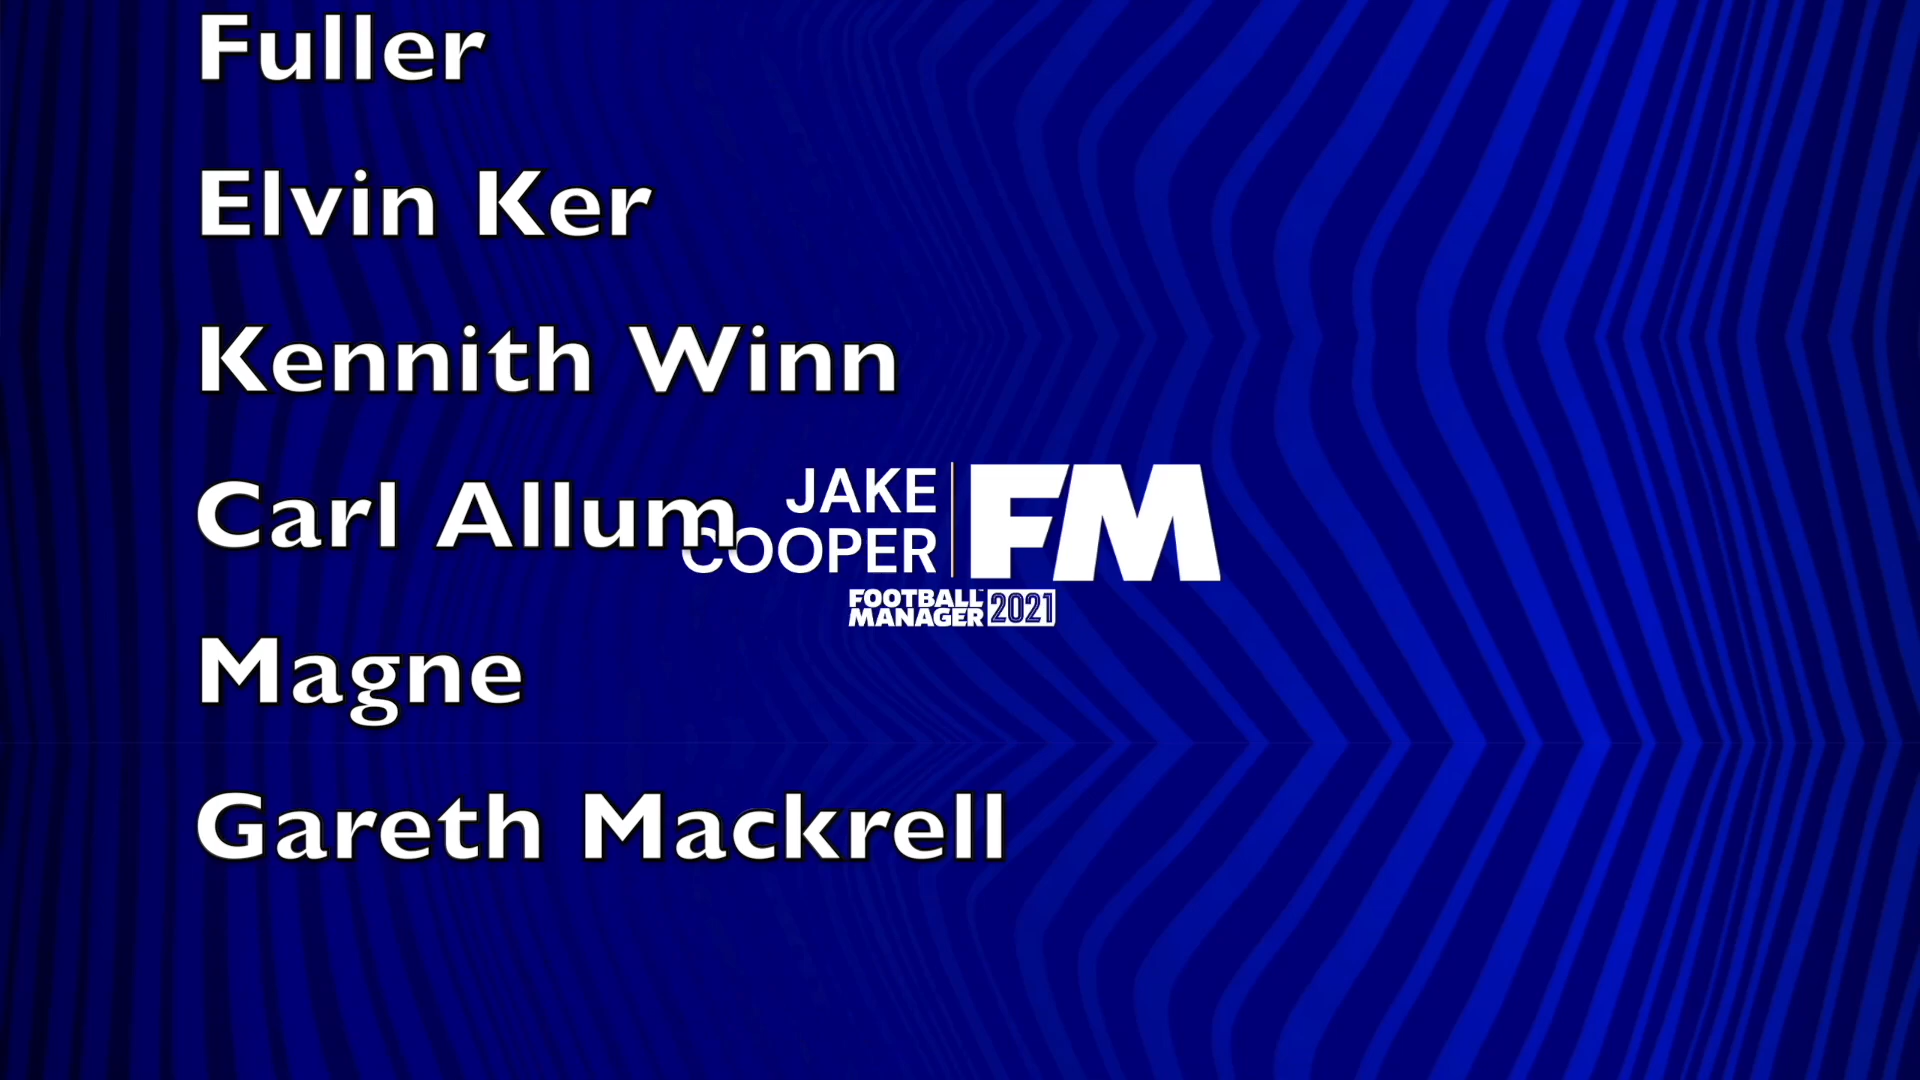 Fuller
Elvin Ker
Kennith Winn
Carl Allum
JAKE
COOPER
FM
FOOTBALL
MANAGER 2021
Magne
Gareth Mackrell